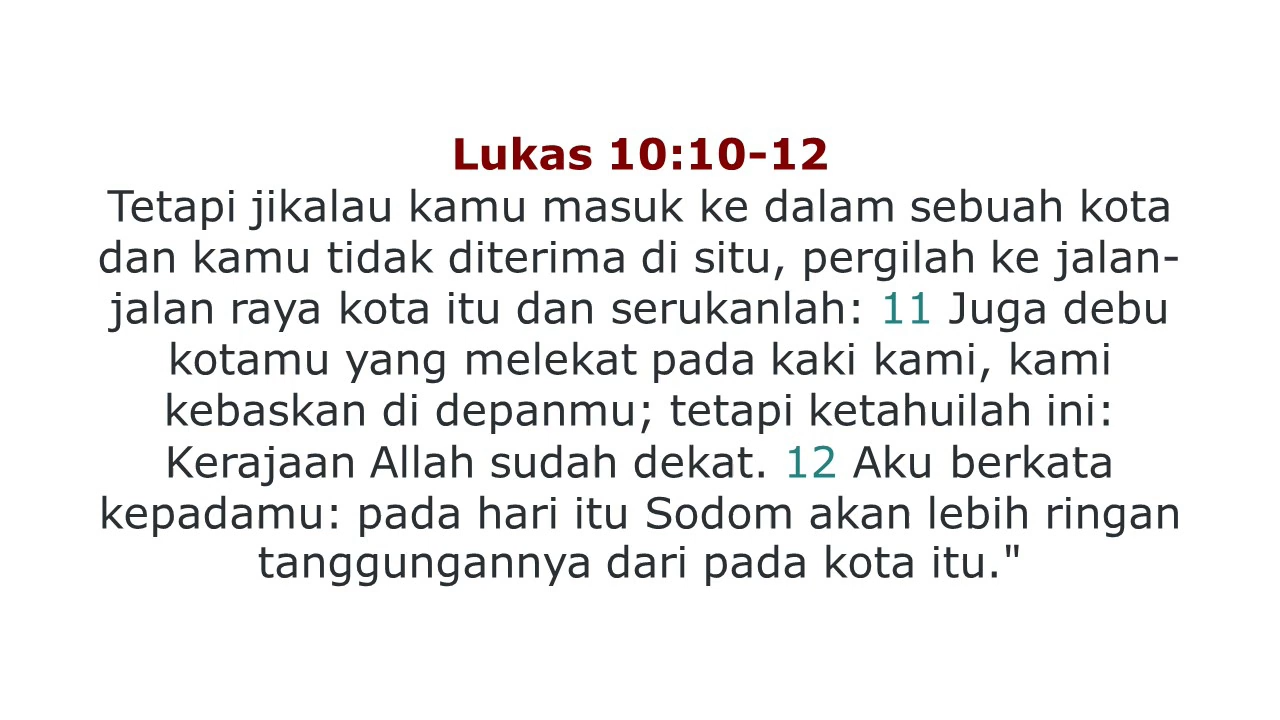 Lukas 10:10-12
Tetapi jikalau kamu masuk ke dalam sebuah kota
dan kamu tidak diterima di situ, pergilah ke jalan-
jalan raya kota itu dan serukanlah: 11 Juga debu
kotamu yang melekat pada kaki kami, kami
kebaskan di depanmu; tetapi ketahuilah ini:
Kerajaan Allah sudah dekat. 12 Aku berkata
kepadamu: pada hari itu Sodom akan lebih ringan
tanggungannya dari pada kota itu."